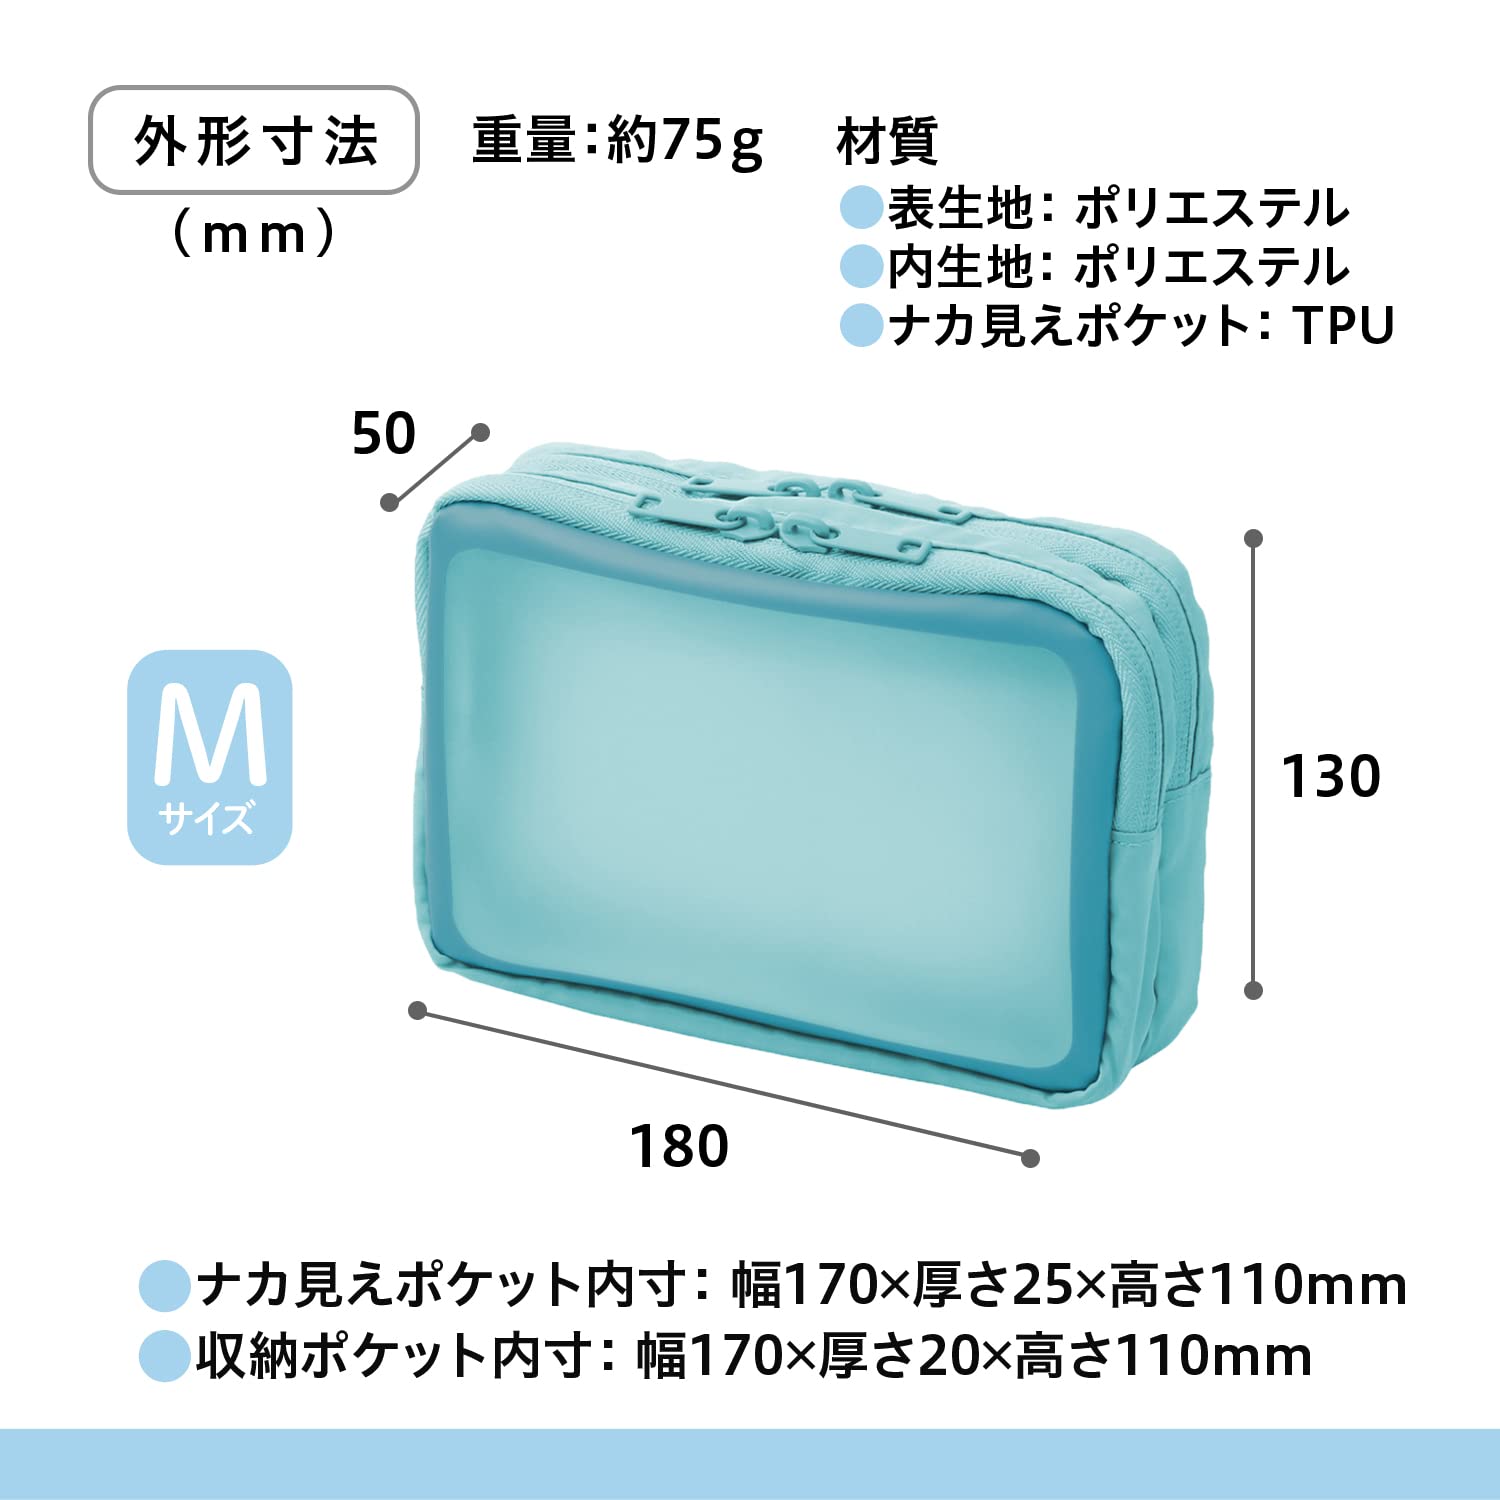 外形寸法
（mm）
重量：約75g
材質
表生地：ポリエステル
内生地：ポリエステル
ナカ見えポケット：TPU
50
130
Mサイズ
180
ナカ見えポケット内寸：幅170×厚さ25×高さ110mm
収納ポケット内寸：幅170×厚さ20×高さ110mm